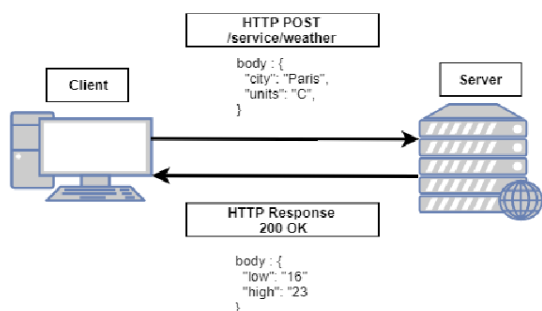 HTTP POST
/service/weather
body : {
"city": "Paris",
"units": "C",
}
Client
Server
HTTP Response
200 OK
body : {
"low": "16"
"high": "23
}